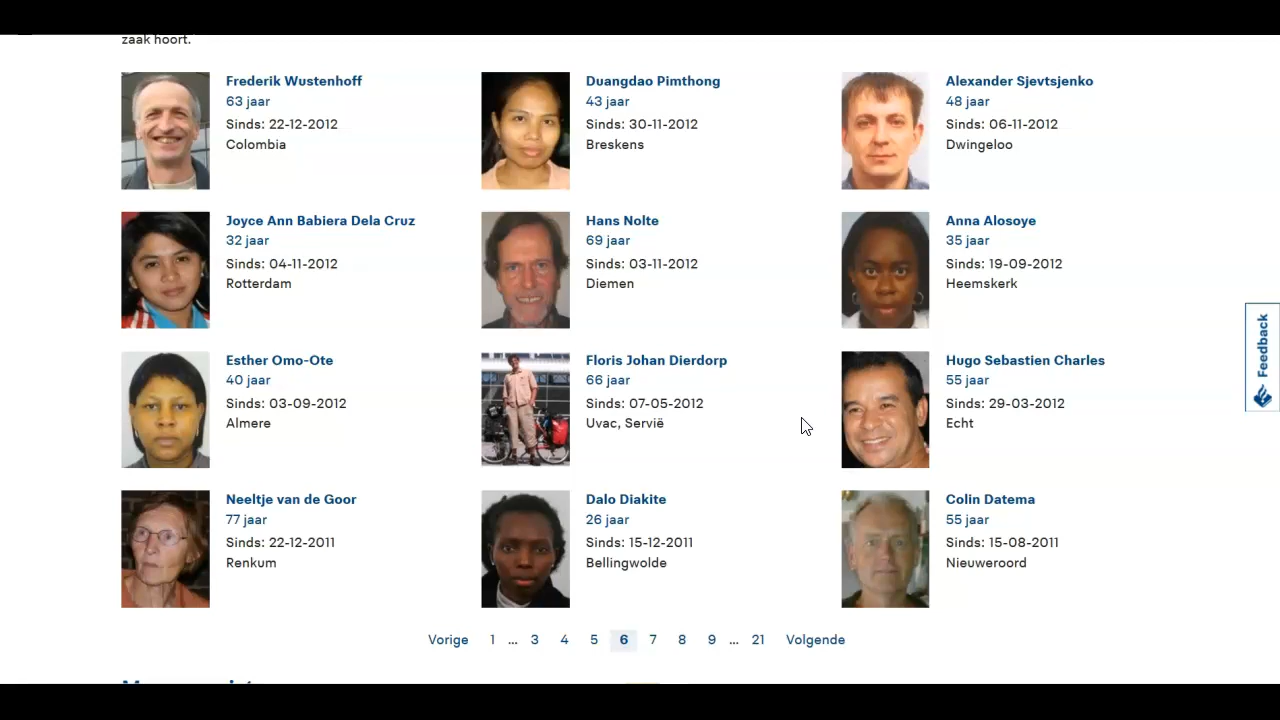 zaak hoort.
Frederik Wustenhoff
63 jaar
Sinds: 22-12-2012
Colombia
Duangdao Pimthong
43 jaar
Sinds: 30-11-2012
Breskens
Alexander Sjevtsjenko
48 jaar
Sinds: 06-11-2012
Dwingeloo
Joyce Ann Babiera Dela Cruz
32 jaar
Sinds: 04-11-2012
Rotterdam
Hans Nolte
69 jaar
Sinds: 03-11-2012
Diemen
Anna Alosoye
35 jaar
Sinds: 19-09-2012
Heemskerk
Esther Omo-Ote
40 jaar
Sinds: 03-09-2012
Almere
Floris Johan Dierdorp
66 jaar
Sinds: 07-05-2012
Uvac, Servië
Hugo Sebastien Charles
55 jaar
Sinds: 29-03-2012
Echt
Neeltje van de Goor
77 jaar
Sinds: 22-12-2011
Renkum
Dalo Diakite
26 jaar
Sinds: 15-12-2011
Bellingwolde
Colin Datema
55 jaar
Sinds: 15-08-2011
Nieuweroord
Feedback
Vorige 1 ... 3 4 5 6 7 8 9 ... 21 Volgende